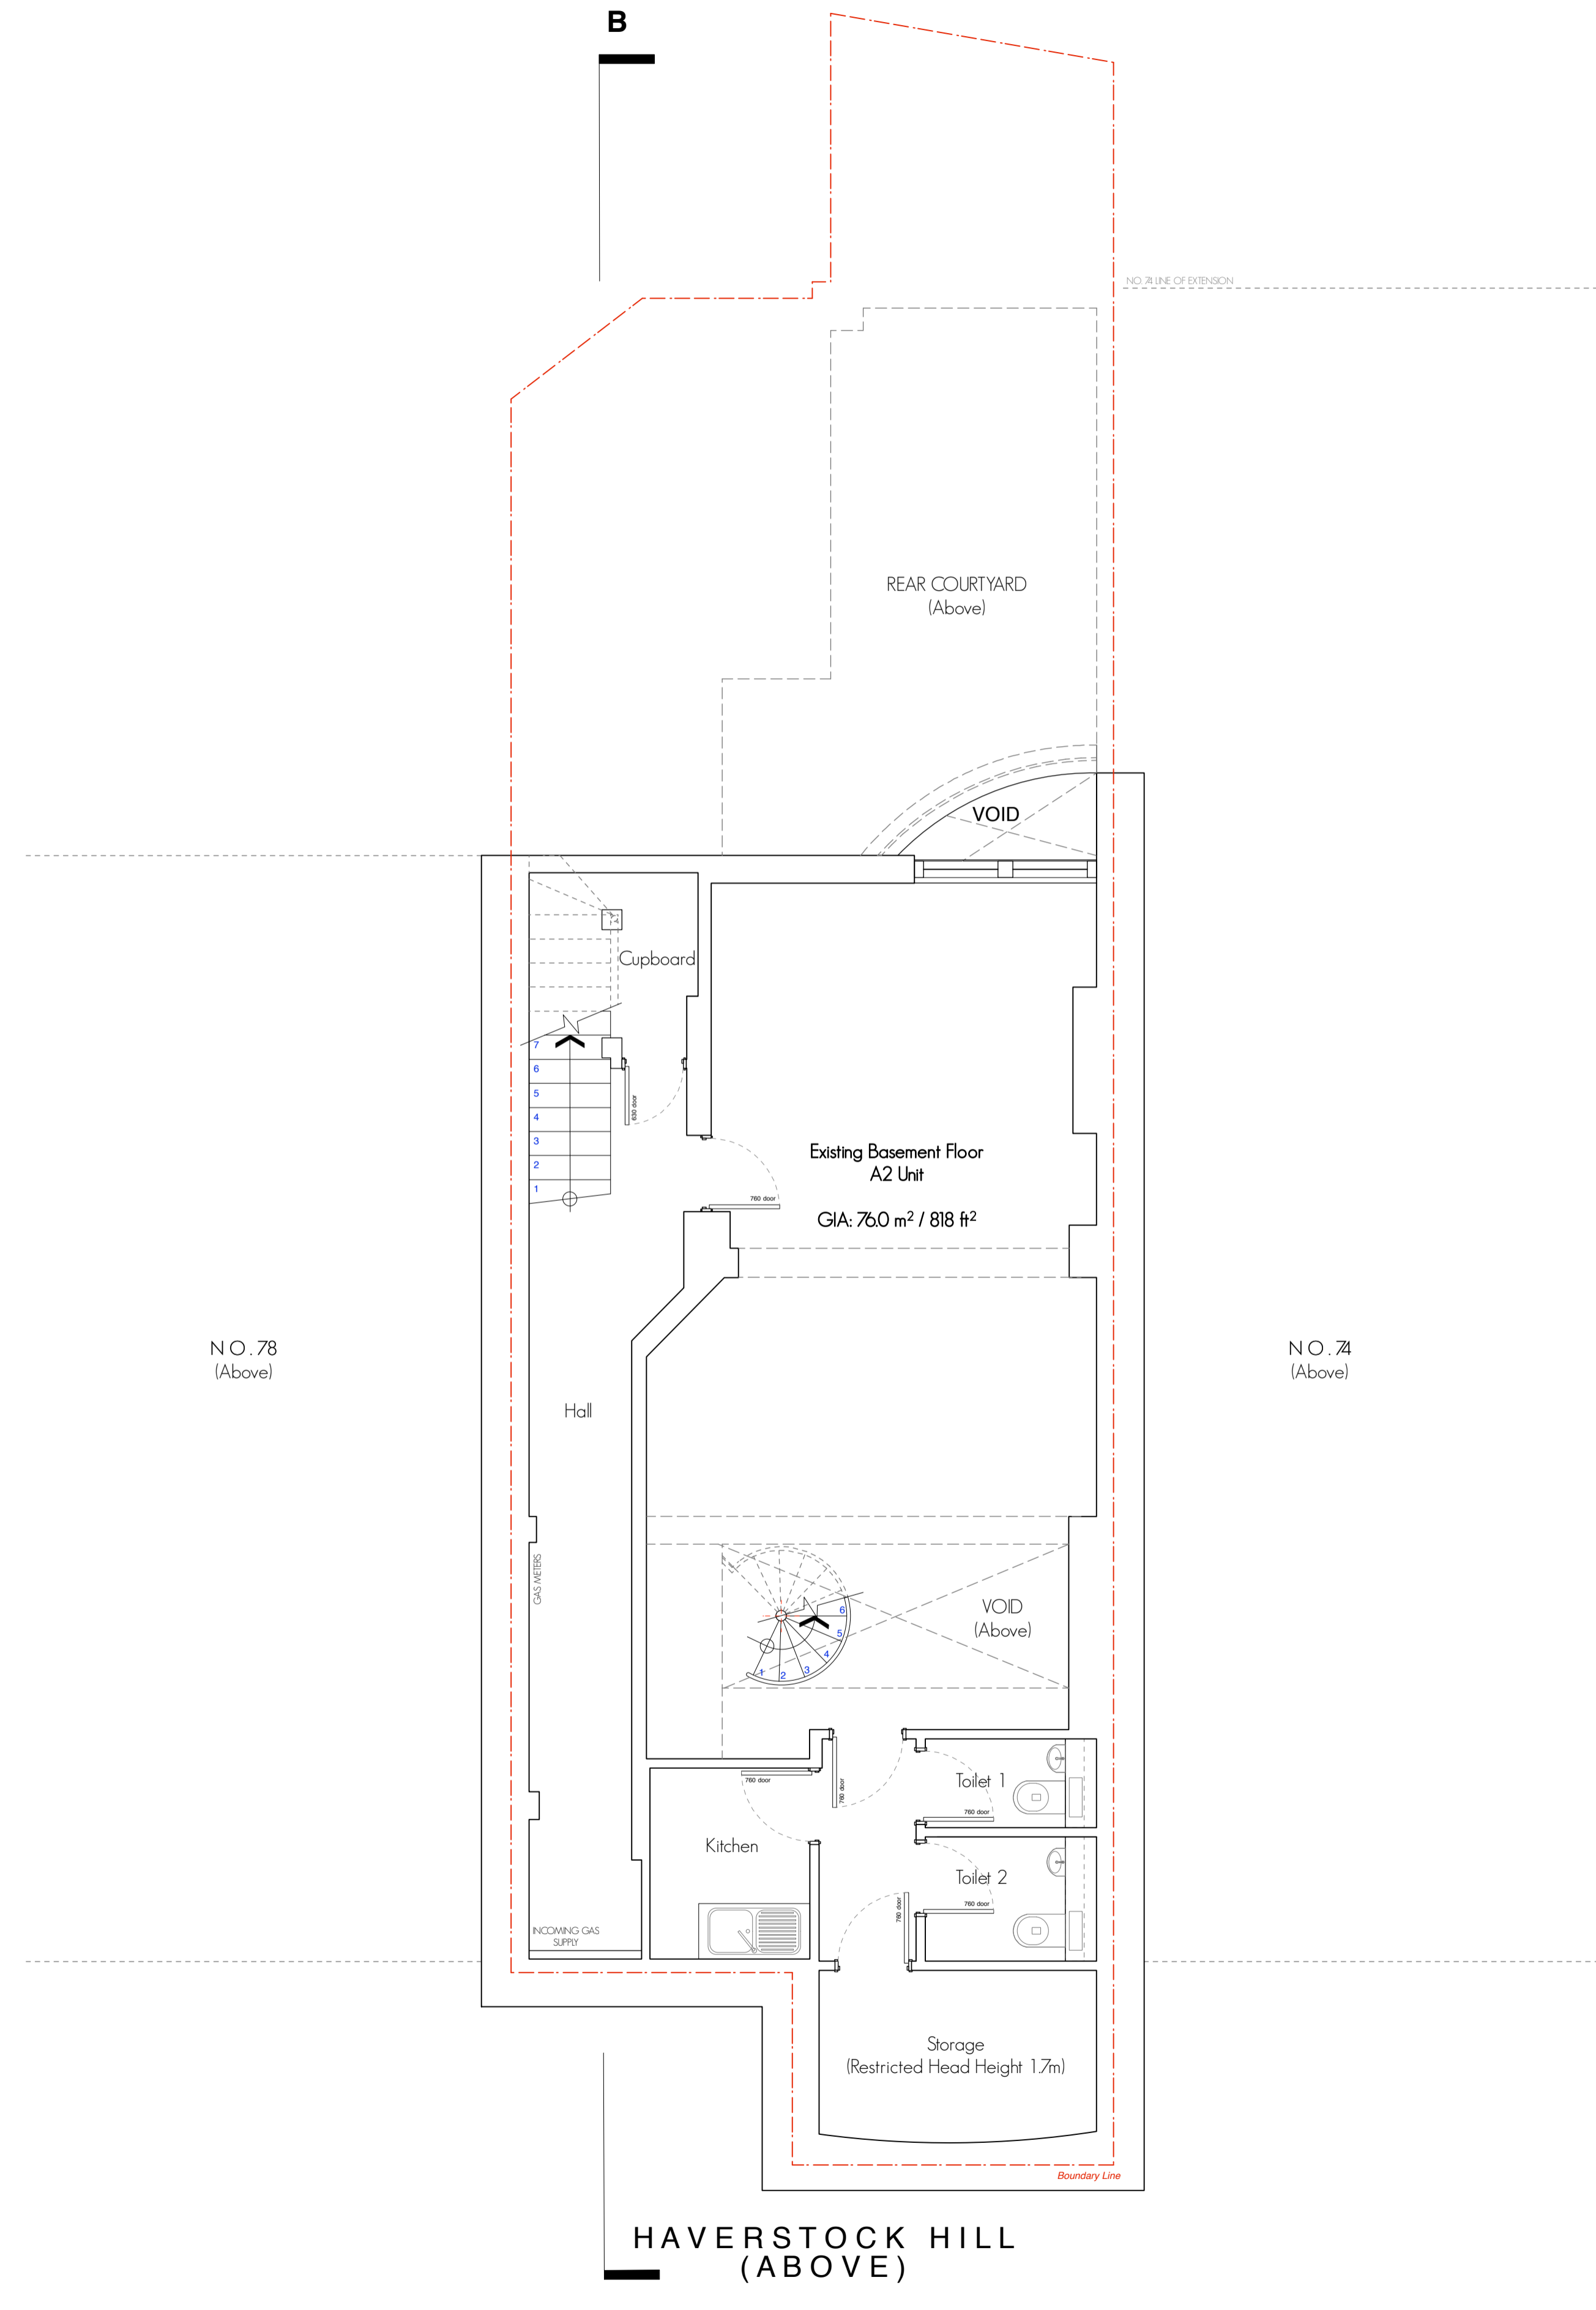 B
NO.74 LINE OF EXTENSION
REAR COURTYARD
(Above)
VOID
Cupboard
7
6
5
4
3
2
1
630 door
760 door
Existing Basement Floor
A2 Unit
GIA: 76.0 m² / 818 ft²
NO.78
(Above)
NO.74
(Above)
Hall
GAS METERS
VOID
(Above)
6
5
4
3
2
1
760 door
760 door
Toilet 1
760 door
Kitchen
Toilet 2
760 door
760 door
INCOMING GAS
SUPPLY
Storage
(Restricted Head Height 1.7m)
Boundary Line
HAVERSTOCK HILL
(ABOVE)